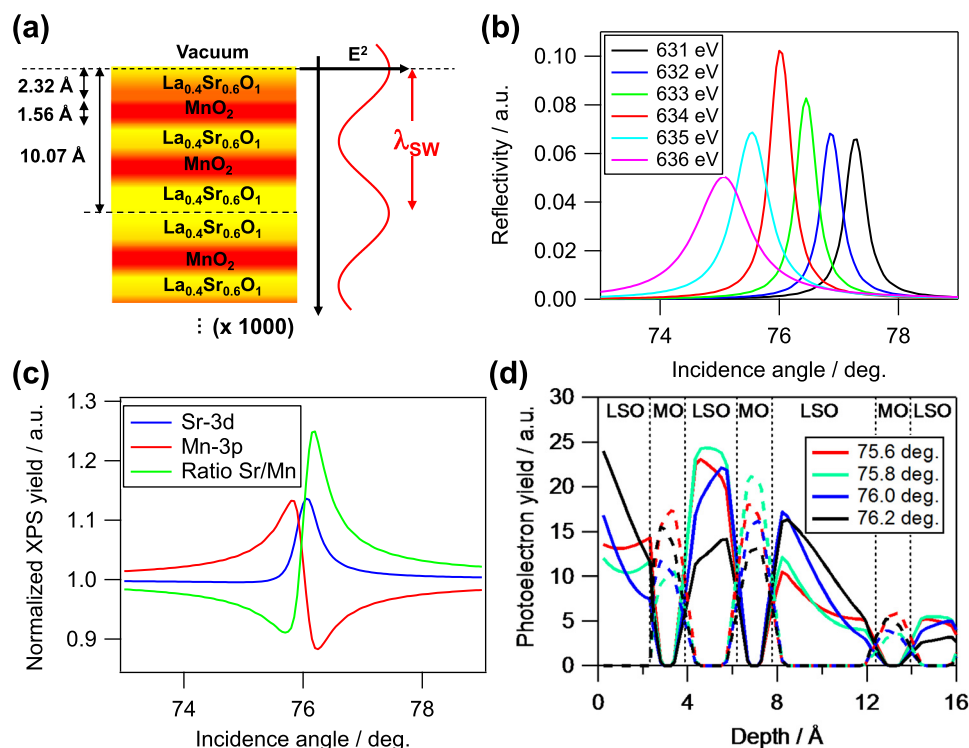 (a)
Vacuum
E²
2.32 Å
La₀.₄Sr₀.₆O₁
1.56 Å
MnO₂
La₀.₄Sr₀.₆O₁
10.07 Å
MnO₂
λSW
La₀.₄Sr₀.₆O₁
La₀.₄Sr₀.₆O₁
MnO₂
La₀.₄Sr₀.₆O₁
⋮ (x 1000)
(b)
Reflectivity / a.u.
0.10
0.08
0.06
0.04
0.02
0.00
631 eV
632 eV
633 eV
634 eV
635 eV
636 eV
74 76 78
Incidence angle / deg.
(c)
Normalized XPS yield / a.u.
1.3
1.2
1.1
1.0
0.9
Sr-3d
Mn-3p
Ratio Sr/Mn
74 76 78
Incidence angle / deg.
(d)
Photoelectron yield / a.u.
30
25
20
15
10
5
0
LSO MO LSO MO LSO MO LSO
75.6 deg.
75.8 deg.
76.0 deg.
76.2 deg.
0 4 8 12 16
Depth / Å